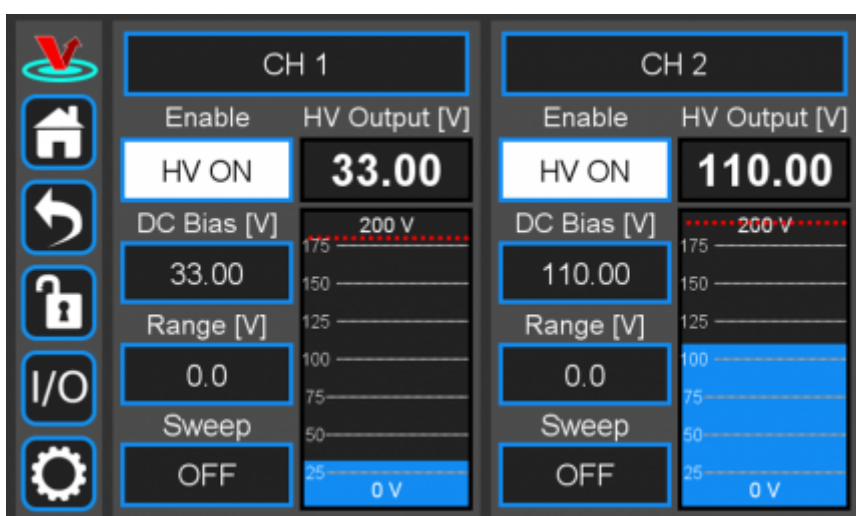 CH 1
Enable
HV Output [V]
HV ON
33.00
DC Bias [V]
33.00
Range [V]
0.0
Sweep
OFF
200 V
175
150
125
100
75
50
25
0 V
CH 2
Enable
HV Output [V]
HV ON
110.00
DC Bias [V]
110.00
Range [V]
0.0
Sweep
OFF
200 V
175
150
125
100
75
50
25
0 V
I/O